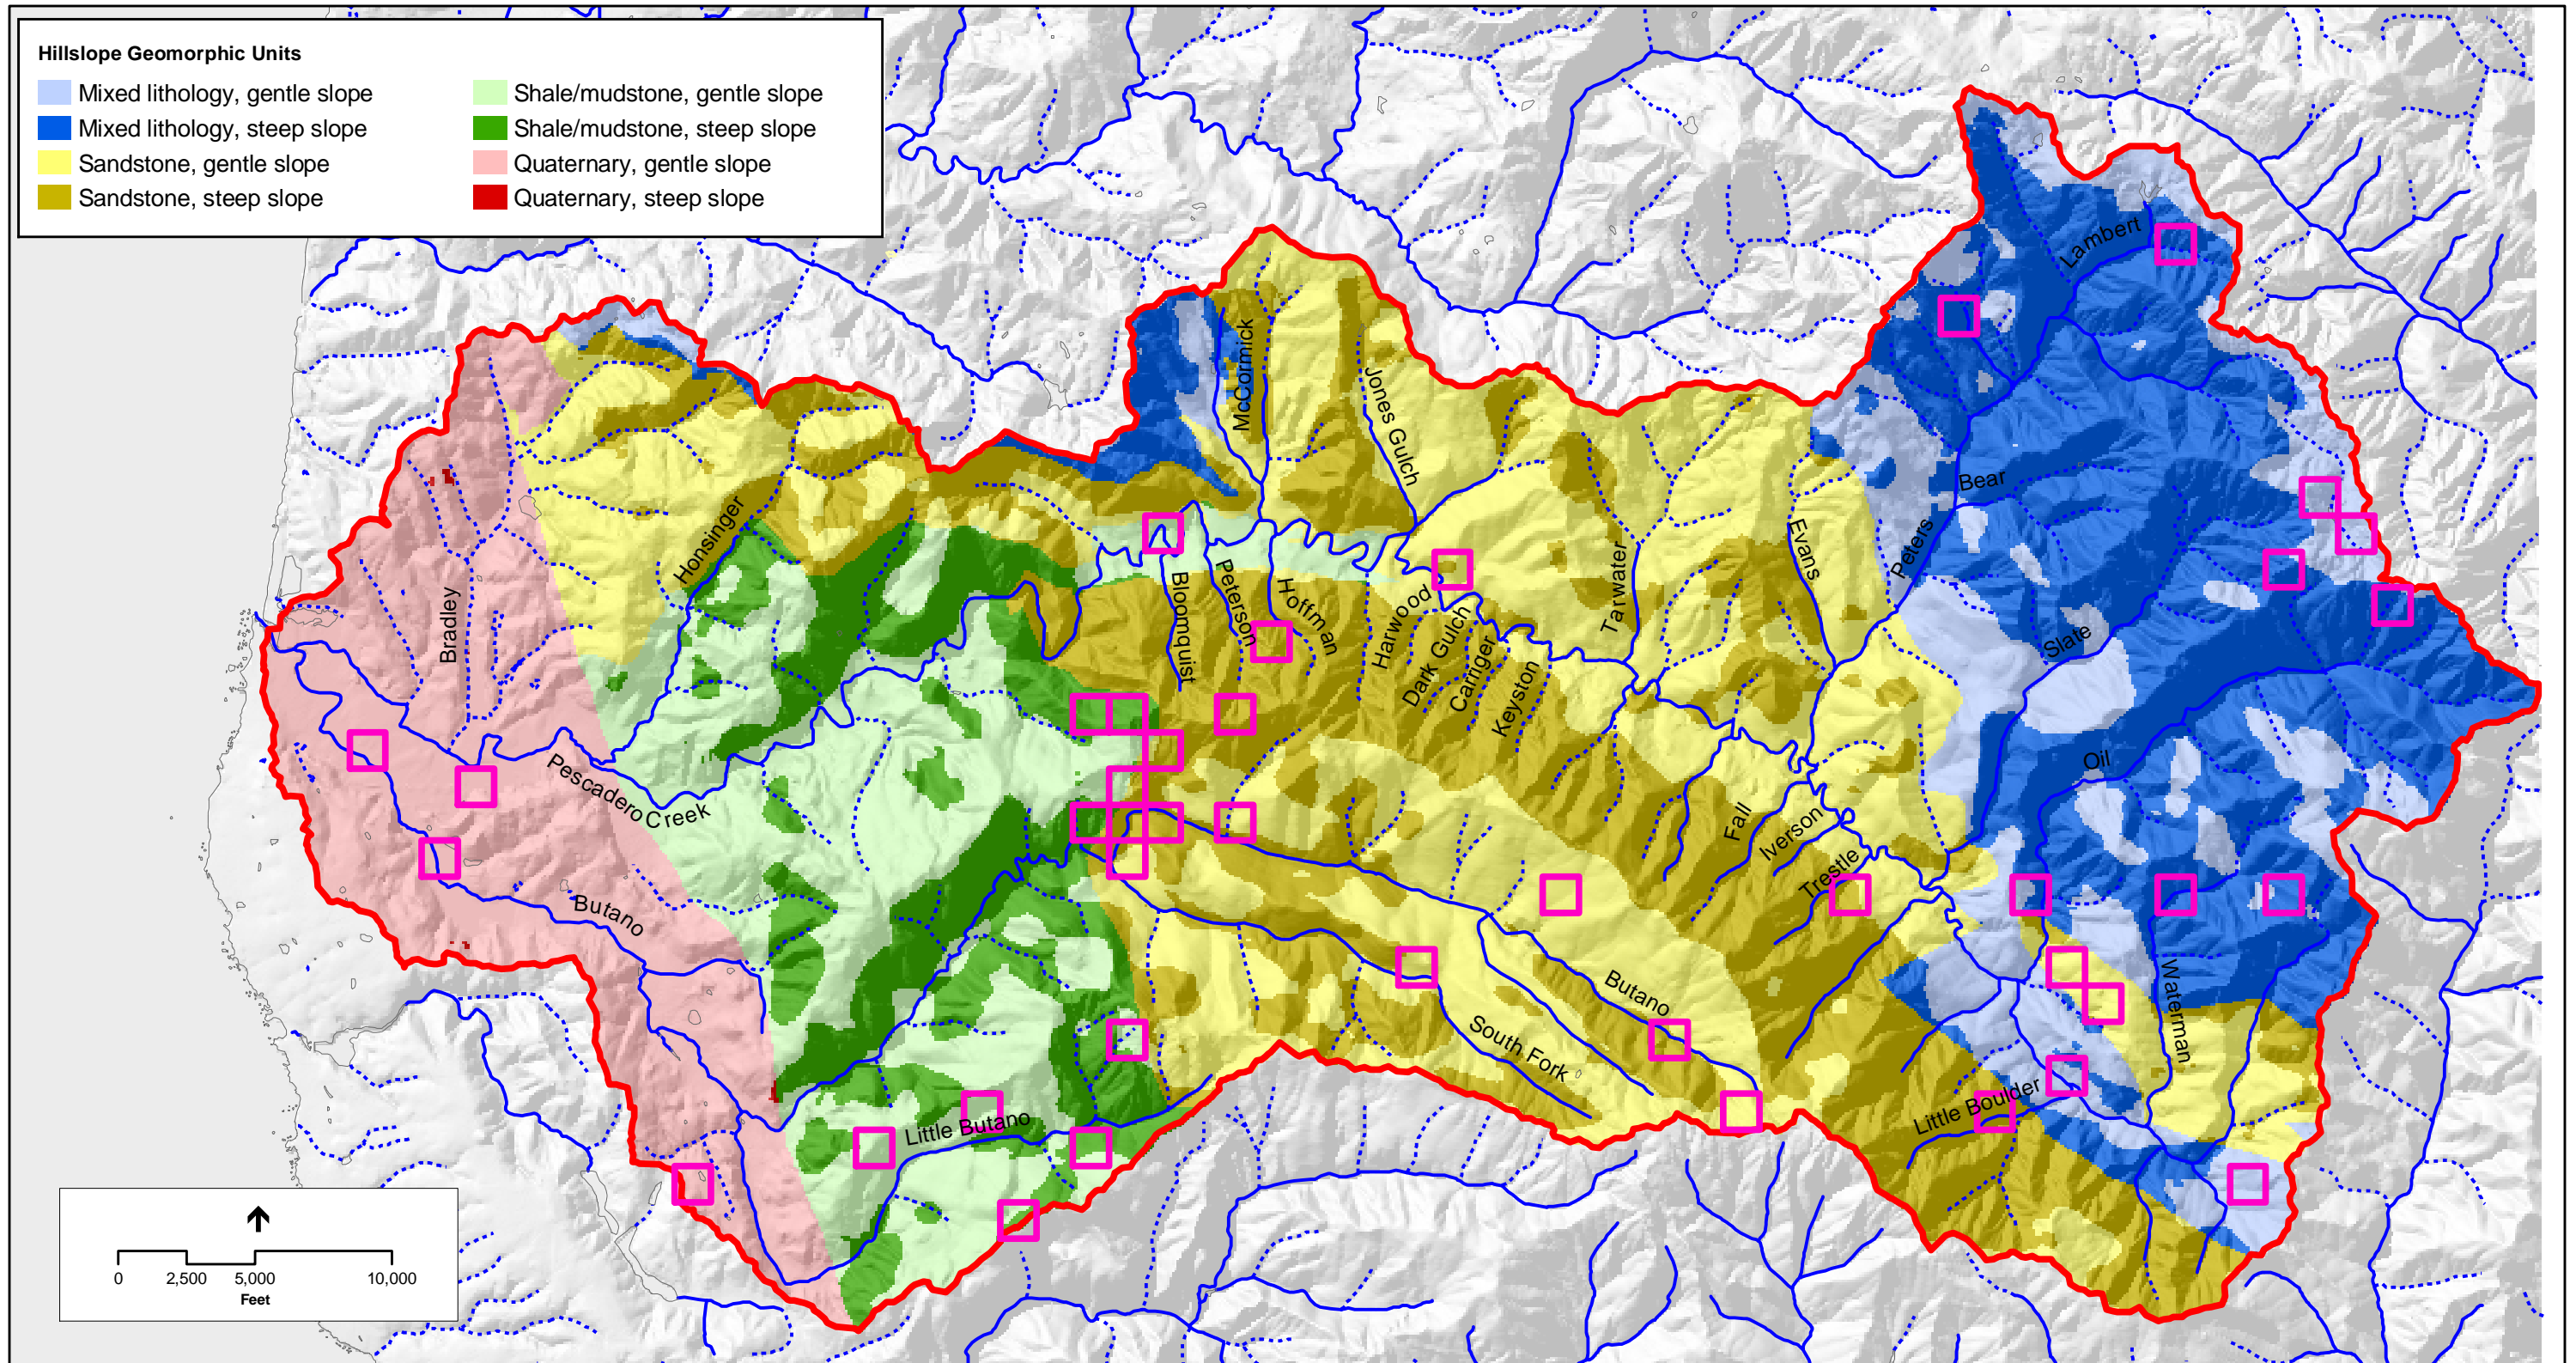 Hillslope Geomorphic Units
Mixed lithology, gentle slope
Mixed lithology, steep slope
Sandstone, gentle slope
Sandstone, steep slope
Shale/mudstone, gentle slope
Shale/mudstone, steep slope
Quaternary, gentle slope
Quaternary, steep slope
Lambert
McCormick
Jones Gulch
Bear
Peters
Honsinger
Evans
Tarwater
Bradley
Bloomquist
Peterson
Hoffman
Harwood
Dark Gulch
Carriger
Keyston
Slate
Oil
Pescadero Creek
Fall
Iverson
Trestle
Butano
Waterman
Butano
South Fork
Little Boulder
Little Butano
0 2,500 5,000 10,000
Feet